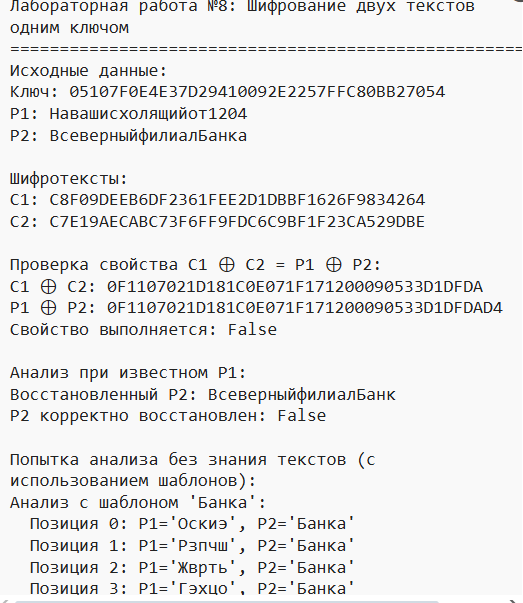 Лабораторная работа №8: Шифрование двух текстов
одним ключом
====================================================
Исходные данные:
Ключ: 05107F0E4E37D29410092E2257FFC80BB27054
P1: Навашисхолящийот1204
P2: ВсеверныйфилиалБанка

Шифротексты:
C1: C8F09DEEB6DF2361FEE2D1DBBF1626F9834264
C2: C7E19AECABC73F6FF9FDC6C9BF1F23CA529DBE

Проверка свойства C1 ⊕ C2 = P1 ⊕ P2:
C1 ⊕ C2: 0F1107021D181C0E071F171200090533D1DFDA
P1 ⊕ P2: 0F1107021D181C0E071F171200090533D1DFDAD4
Свойство выполняется: False

Анализ при известном P1:
Восстановленный P2: ВсеверныйфилиалБанк
P2 корректно восстановлен: False

Попытка анализа без знания текстов (с
использованием шаблонов):
Анализ с шаблоном 'Банка':
  Позиция 0: P1='Оскиэ', P2='Банка'
  Позиция 1: P1='Рзпчш', P2='Банка'
  Позиция 2: P1='Жврть', P2='Банка'
  Позиция 3: P1='Гэхцо', P2='Банка'